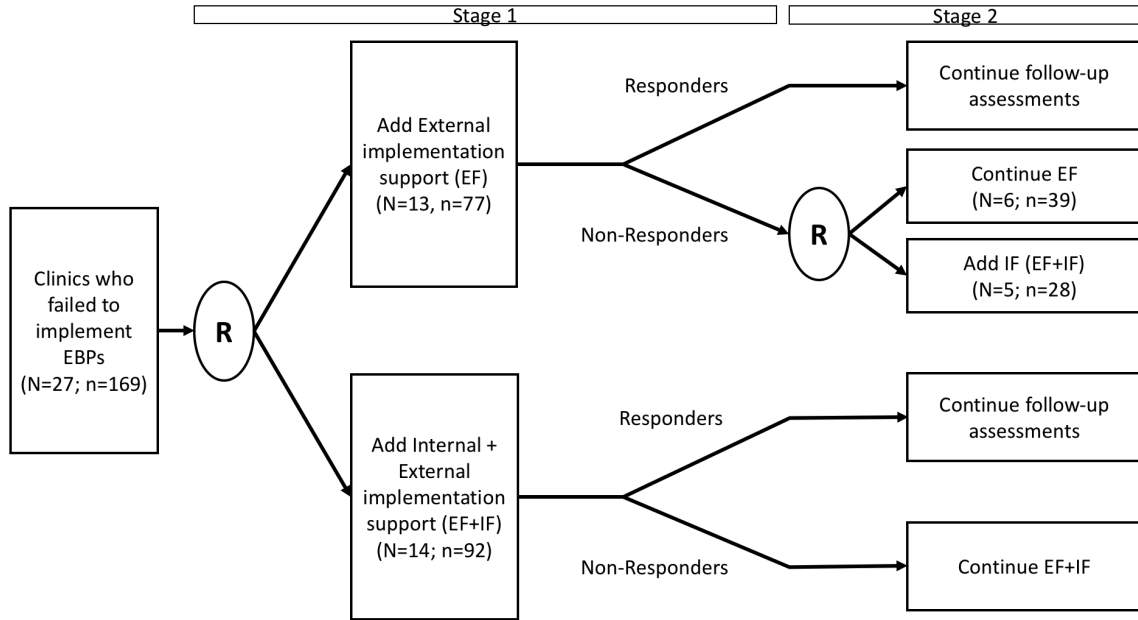 Stage 1
Stage 2
Clinics who
failed to
implement
EBPs
(N=27; n=169)
R
Add External
implementation
support (EF)
(N=13, n=77)
Responders
Non-Responders
Continue follow-up
assessments
R
Continue EF
(N=6; n=39)
Add IF (EF+IF)
(N=5; n=28)
Add Internal +
External
implementation
support (EF+IF)
(N=14; n=92)
Responders
Non-Responders
Continue follow-up
assessments
Continue EF+IF